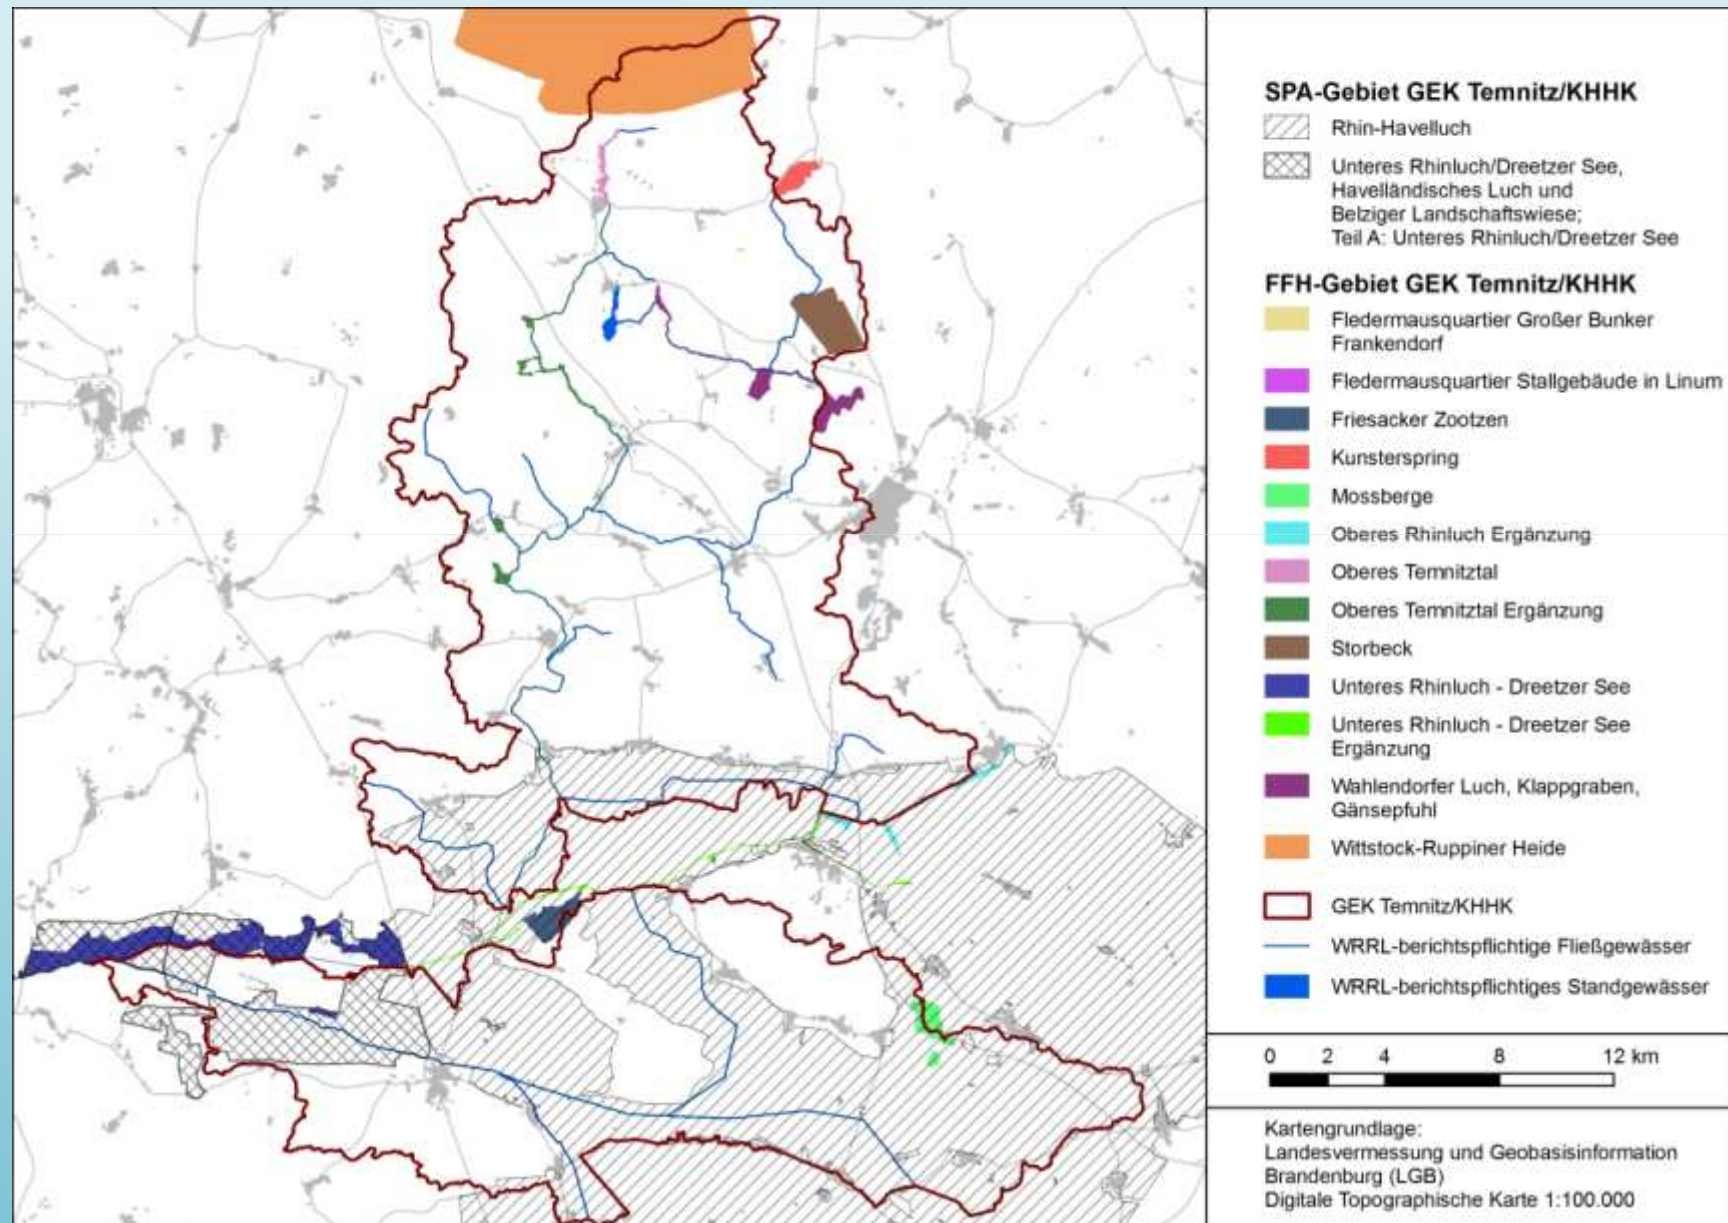 SPA-Gebiet GEK Temnitz/KHHK
Rhin-Havelluch
Unteres Rhinluch/Dreetzer See,
Havelländisches Luch und
Belziger Landschaftswiese;
Teil A: Unteres Rhinluch/Dreetzer See
FFH-Gebiet GEK Temnitz/KHHK
Fledermausquartier Großer Bunker
Frankendorf
Fledermausquartier Stallgebäude in Linum
Friesacker Zootzen
Kunsterspring
Mossberge
Oberes Rhinluch Ergänzung
Oberes Temnitztal
Oberes Temnitztal Ergänzung
Storbeck
Unteres Rhinluch - Dreetzer See
Unteres Rhinluch - Dreetzer See
Ergänzung
Wahlendorfer Luch, Klappgraben,
Gänsepfuhl
Wittstock-Ruppiner Heide
GEK Temnitz/KHHK
WRRL-berichtspflichtige Fließgewässer
WRRL-berichtspflichtiges Standgewässer
0 2 4 8 12 km
Kartengrundlage:
Landesvermessung und Geobasisinformation
Brandenburg (LGB)
Digitale Topographische Karte 1:100.000